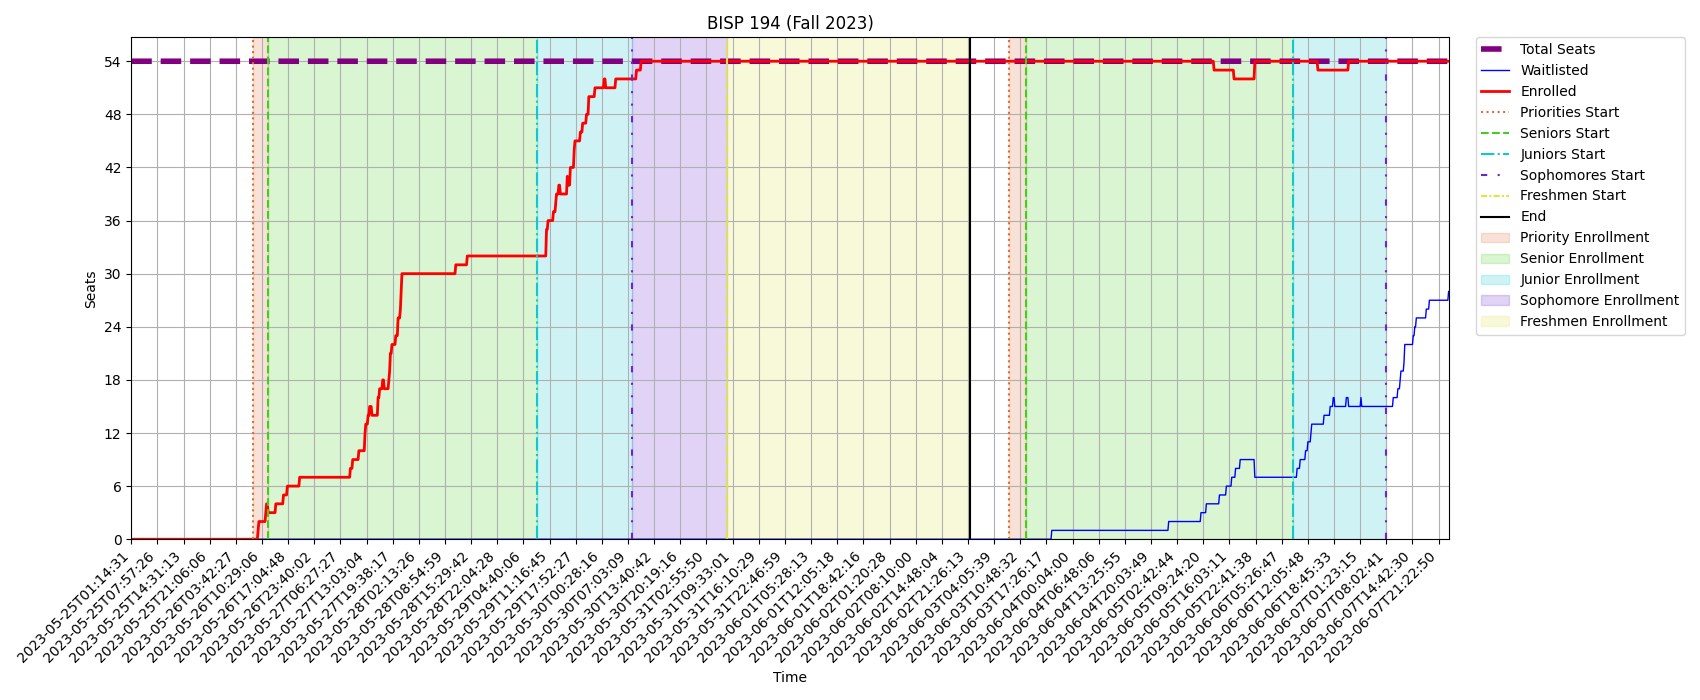 BISP 194 (Fall 2023)
Seats
54
48
42
36
30
24
18
12
6
0
2023-05-25T01:14:31
2023-05-25T07:57:26
2023-05-25T14:31:13
2023-05-25T21:06:06
2023-05-26T03:42:27
2023-05-26T10:29:06
2023-05-26T17:04:48
2023-05-26T23:40:02
2023-05-27T06:27:27
2023-05-27T13:03:04
2023-05-27T19:38:17
2023-05-28T02:13:26
2023-05-28T08:54:59
2023-05-28T15:29:42
2023-05-28T22:04:28
2023-05-29T04:40:06
2023-05-29T11:16:45
2023-05-29T17:52:27
2023-05-30T00:28:16
2023-05-30T07:03:09
2023-05-30T13:40:42
2023-05-30T20:19:16
2023-05-31T02:55:50
2023-05-31T09:33:01
2023-05-31T16:10:29
2023-05-31T22:46:59
2023-06-01T05:28:13
2023-06-01T12:05:18
2023-06-01T18:42:16
2023-06-02T01:20:28
2023-06-02T08:10:00
2023-06-02T14:48:04
2023-06-02T21:26:13
2023-06-03T04:05:39
2023-06-03T10:48:32
2023-06-03T17:26:17
2023-06-04T00:04:00
2023-06-04T06:48:06
2023-06-04T13:25:55
2023-06-04T20:03:49
2023-06-05T02:42:44
2023-06-05T09:24:20
2023-06-05T16:03:11
2023-06-05T22:41:38
2023-06-06T05:26:47
2023-06-06T12:05:48
2023-06-06T18:45:33
2023-06-07T01:23:15
2023-06-07T08:02:41
2023-06-07T14:42:30
2023-06-07T21:22:50
Time
Total Seats
Waitlisted
Enrolled
Priorities Start
Seniors Start
Juniors Start
Sophomores Start
Freshmen Start
End
Priority Enrollment
Senior Enrollment
Junior Enrollment
Sophomore Enrollment
Freshmen Enrollment